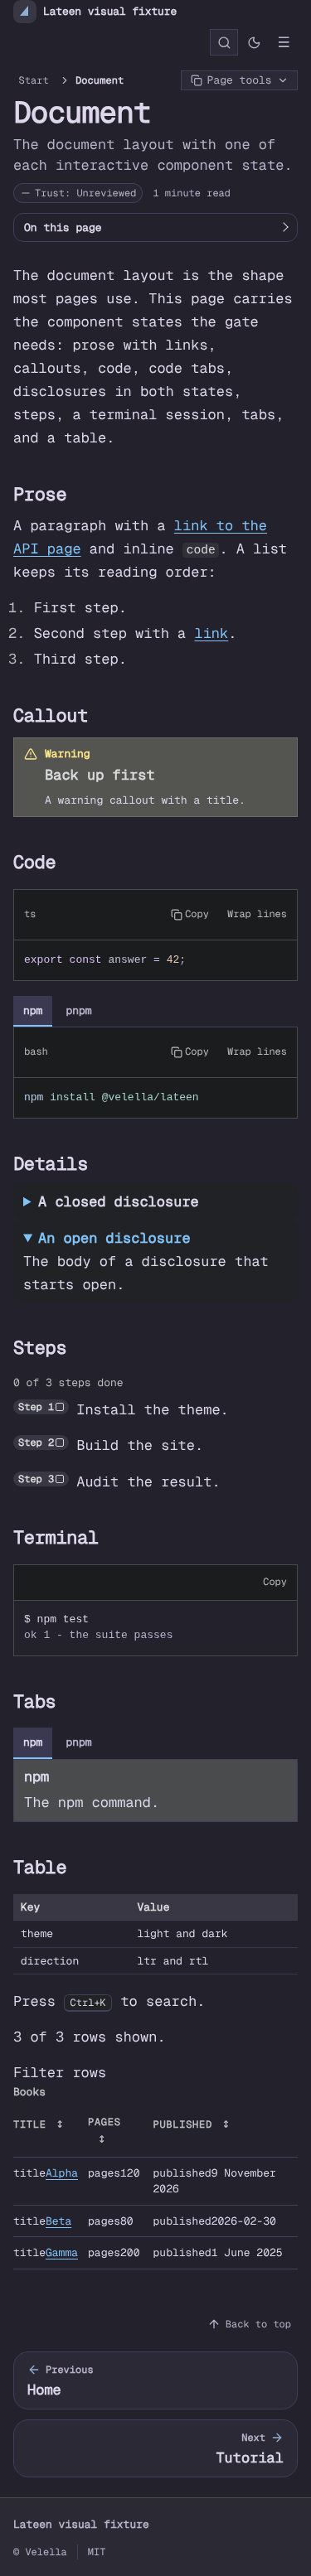 Lateen visual fixture
Start > Document
Page tools
Document
The document layout with one of
each interactive component state.
— Trust: Unreviewed
1 minute read
On this page
The document layout is the shape
most pages use. This page carries
the component states the gate
needs: prose with links,
callouts, code, code tabs,
disclosures in both states,
steps, a terminal session, tabs,
and a table.
Prose
A paragraph with a link to the
API page and inline code. A list
keeps its reading order:
1. First step.
2. Second step with a link.
3. Third step.
Callout
Warning
Back up first
A warning callout with a title.
Code
ts Copy Wrap lines
export const answer = 42;
npm pnpm
bash Copy Wrap lines
npm install @velella/lateen
Details
A closed disclosure
An open disclosure
The body of a disclosure that
starts open.
Steps
0 of 3 steps done
Step 1 Install the theme.
Step 2 Build the site.
Step 3 Audit the result.
Terminal
Copy
$ npm test
ok 1 - the suite passes
Tabs
npm pnpm
npm
The npm command.
Table
Key Value
theme light and dark
direction ltr and rtl
Press Ctrl+K to search.
3 of 3 rows shown.
Filter rows
Books
TITLE ↕ PAGES ↕ PUBLISHED ↕
titleAlpha pages120 published9 November
2026
titleBeta pages80 published2026-02-30
titleGamma pages200 published1 June 2025
↑ Back to top
← Previous
Home
Next →
Tutorial
Lateen visual fixture
© Velella MIT